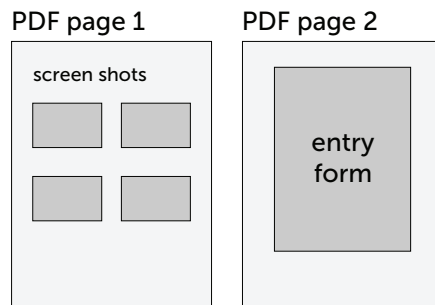 PDF page 1
screen shots
PDF page 2
entry
form